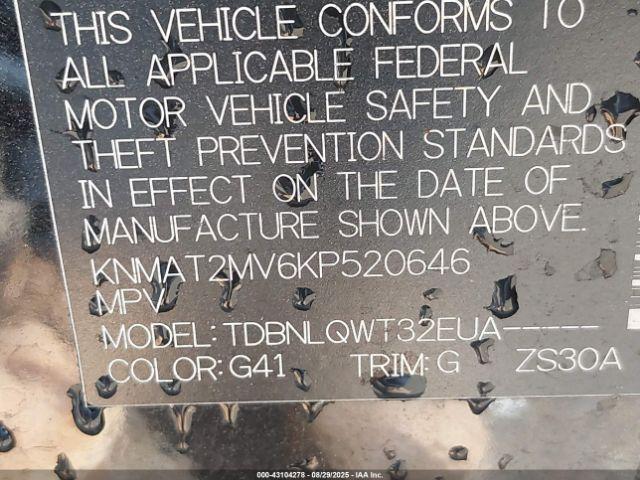 THIS VEHICLE CONFORMS TO
ALL APPLICABLE FEDERAL
MOTOR VEHICLE SAFETY AND
THEFT PREVENTION STANDARDS
IN EFFECT ON THE DATE OF
MANUFACTURE SHOWN ABOVE.
KNMAT2MV6KP520646
MPV
MODEL:TDBNLQWT32EUA------
COLOR:G41 TRIM:G ZS30A
000-43104278 - 08/29/2025 - IAA Inc.